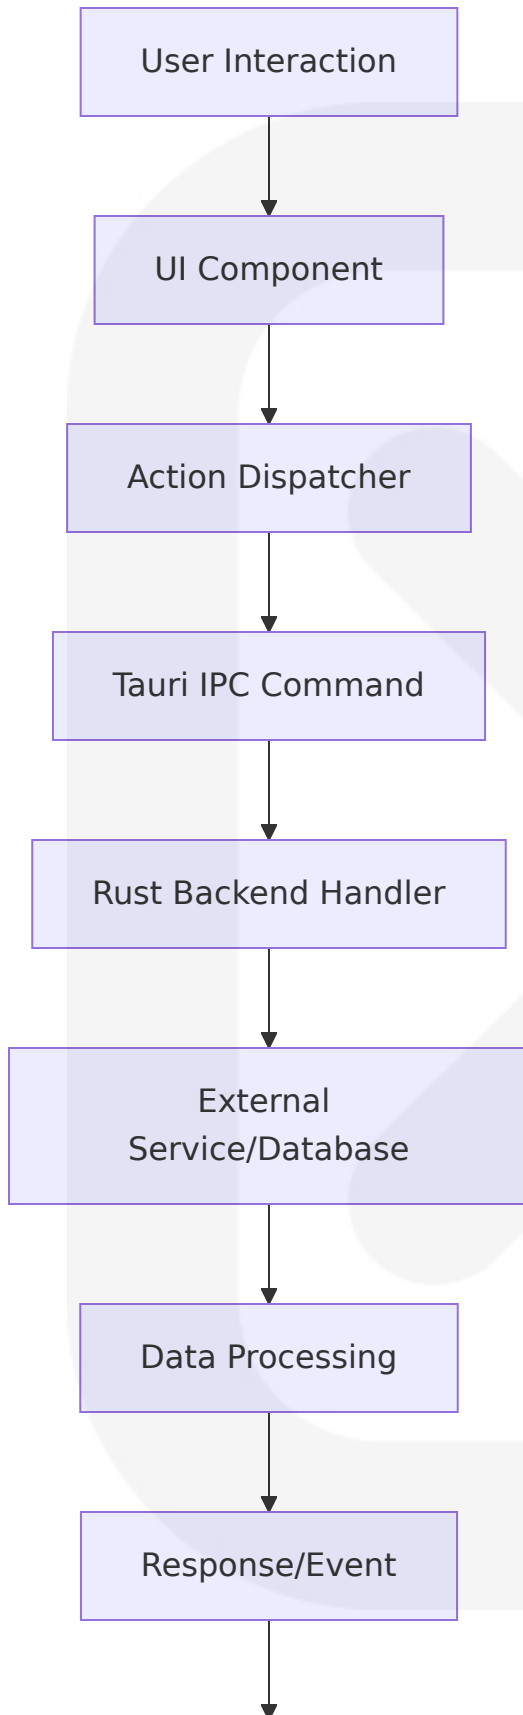 User Interaction
UI Component
Action Dispatcher
Tauri IPC Command
Rust Backend Handler
External
Service/Database
Data Processing
Response/Event